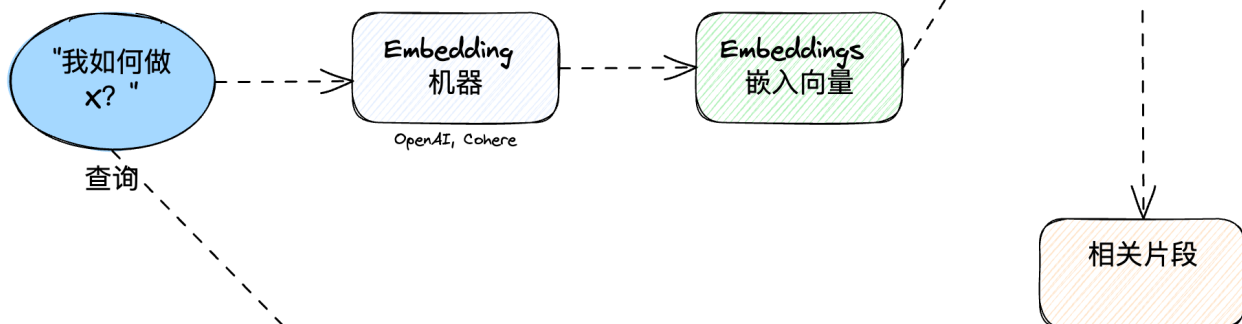 "我如何做
x？"
Embedding
机器
Embeddings
嵌入向量
OpenAI, Cohere
查询
相关片段